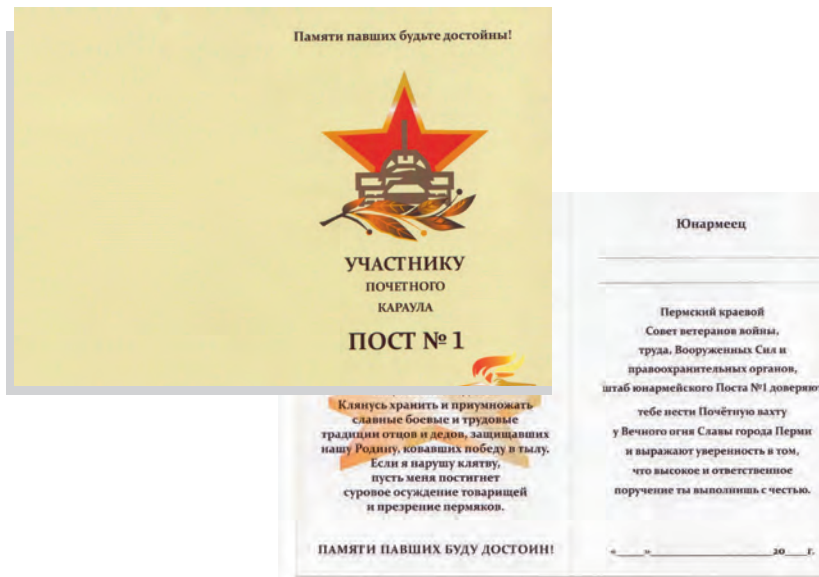 Памяти павших будьте достойны!
УЧАСТНИКУ
ПОЧЕТНОГО
КАРАУЛА
ПОСТ № 1
Клянусь хранить и приумножать
славные боевые и трудовые
традиции отцов и дедов, защищавших
нашу Родину, ковавших победу в тылу.
Если я нарушу клятву,
пусть меня постигнет
суровое осуждение товарищей
и презрение пермяков.
ПАМЯТИ ПАВШИХ БУДУ ДОСТОИН!
Юнармеец
Пермский краевой
Совет ветеранов войны,
труда, Вооруженных Сил и
правоохранительных органов,
штаб юнармейского Поста №1 доверяют
тебе нести Почётную вахту
у Вечного огня Славы города Перми
и выражают уверенность в том,
что высокое и ответственное
поручение ты выполнишь с честью.
«____»____________________20___г.